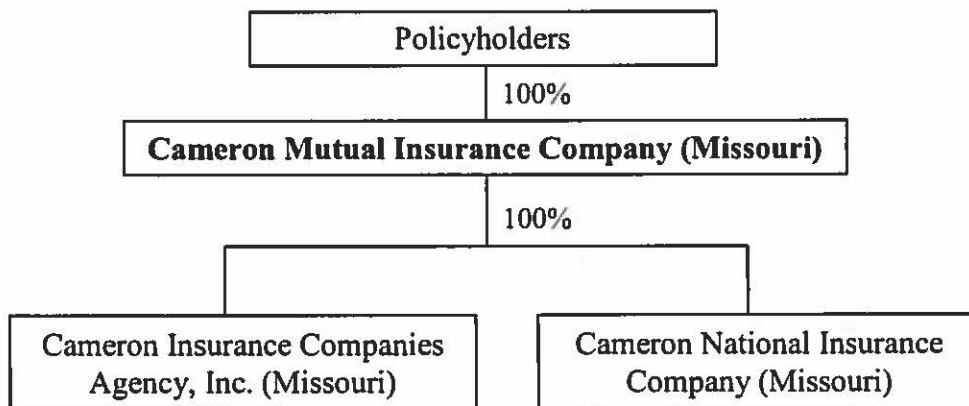 Policyholders
100%
Cameron Mutual Insurance Company (Missouri)
100%
Cameron Insurance Companies
Agency, Inc. (Missouri)
Cameron National Insurance
Company (Missouri)